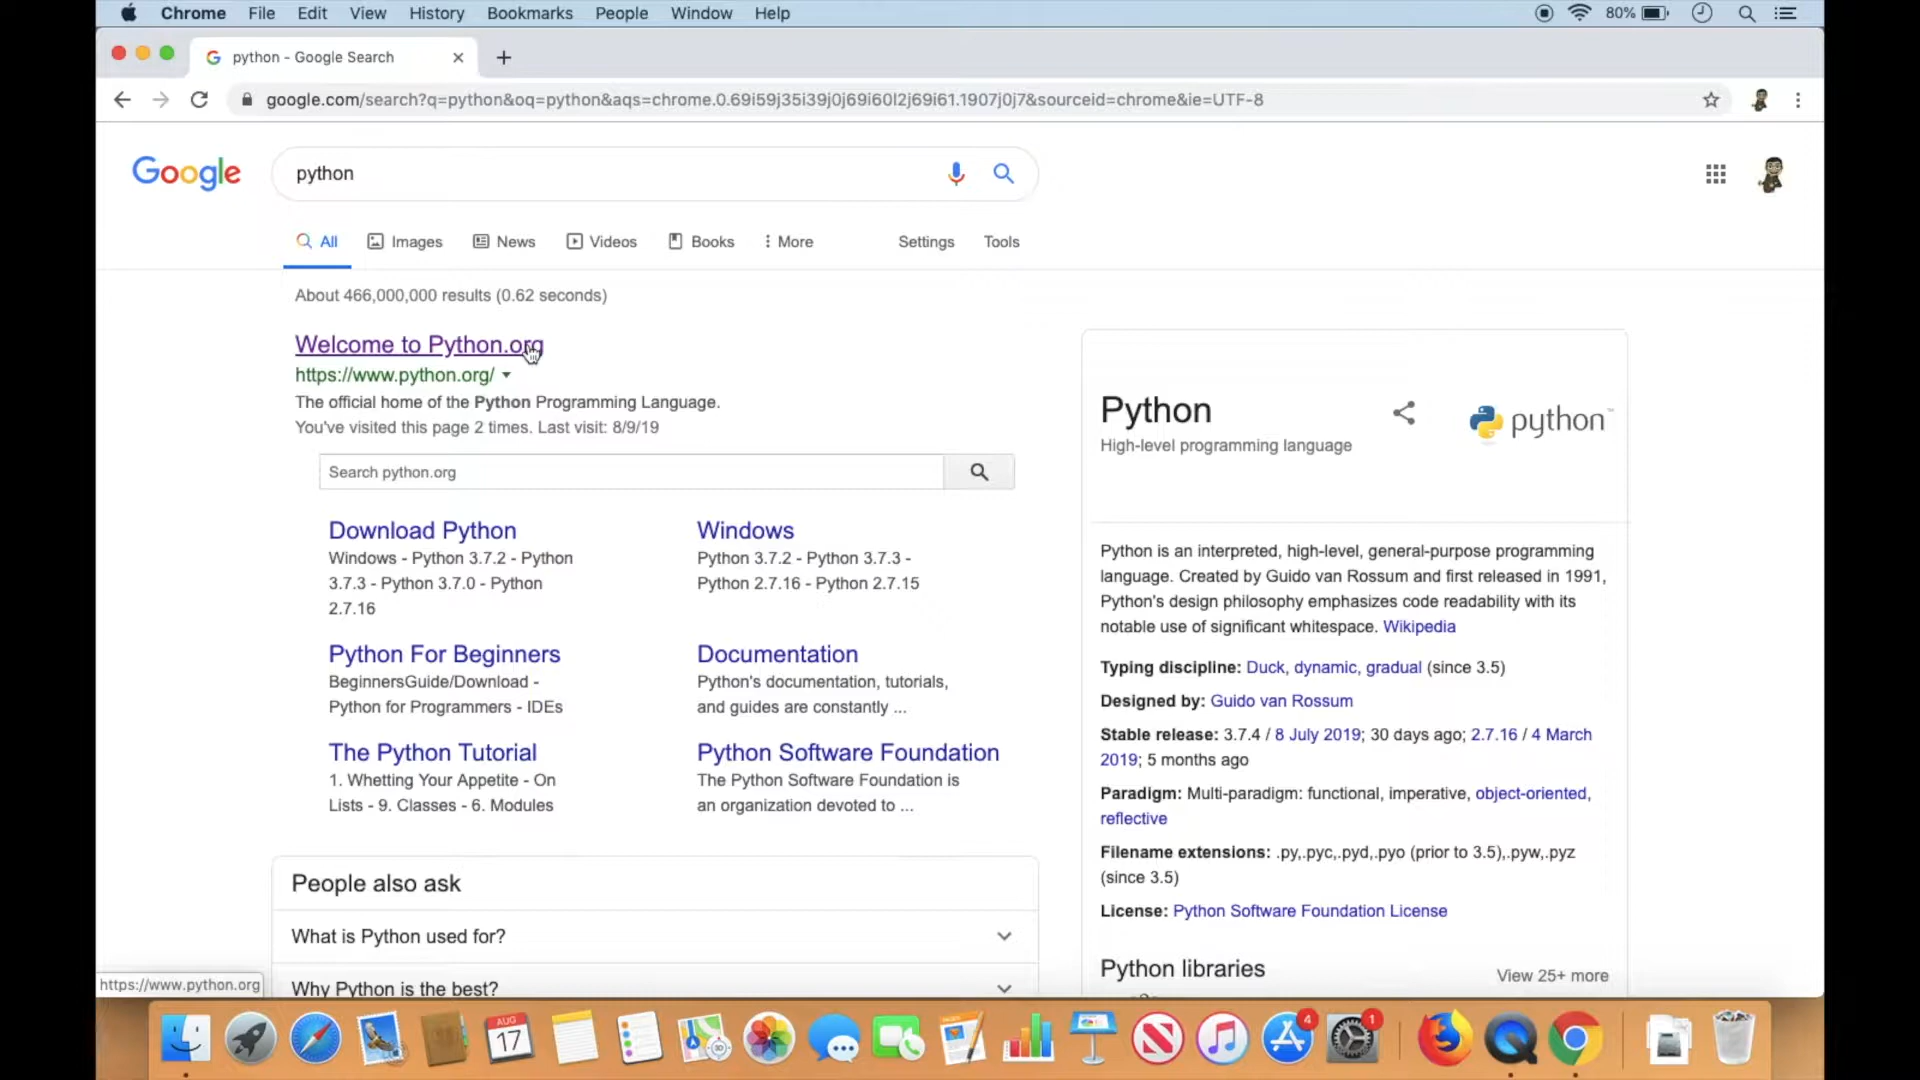 Chrome File Edit View History Bookmarks People Window Help 80%
python - Google Search
google.com/search?q=python&oq=python&aqs=chrome.0.69i59j35i39j0j69i60l2j69i61.1907j0j7&sourceid=chrome&ie=UTF-8
Google python
All Images News Videos Books More Settings Tools
About 466,000,000 results (0.62 seconds)
Welcome to Python.org
https://www.python.org/
The official home of the Python Programming Language.
You've visited this page 2 times. Last visit: 8/9/19
Search python.org
Download Python
Windows - Python 3.7.2 - Python
3.7.3 - Python 3.7.0 - Python
2.7.16
Windows
Python 3.7.2 - Python 3.7.3 -
Python 2.7.16 - Python 2.7.15
Python For Beginners
BeginnersGuide/Download -
Python for Programmers - IDEs
Documentation
Python's documentation, tutorials,
and guides are constantly ...
The Python Tutorial
1. Whetting Your Appetite - On
Lists - 9. Classes - 6. Modules
Python Software Foundation
The Python Software Foundation is
an organization devoted to ...
People also ask
What is Python used for?
Why Python is the best?
Python
High-level programming language
python™
Python is an interpreted, high-level, general-purpose programming
language. Created by Guido van Rossum and first released in 1991,
Python's design philosophy emphasizes code readability with its
notable use of significant whitespace. Wikipedia
Typing discipline: Duck, dynamic, gradual (since 3.5)
Designed by: Guido van Rossum
Stable release: 3.7.4 / 8 July 2019; 30 days ago; 2.7.16 / 4 March
2019; 5 months ago
Paradigm: Multi-paradigm: functional, imperative, object-oriented,
reflective
Filename extensions: .py,.pyc,.pyd,.pyo (prior to 3.5),.pyw,.pyz
(since 3.5)
License: Python Software Foundation License
Python libraries
View 25+ more
https://www.python.org
AUG
17
3D
PAGES
4
1